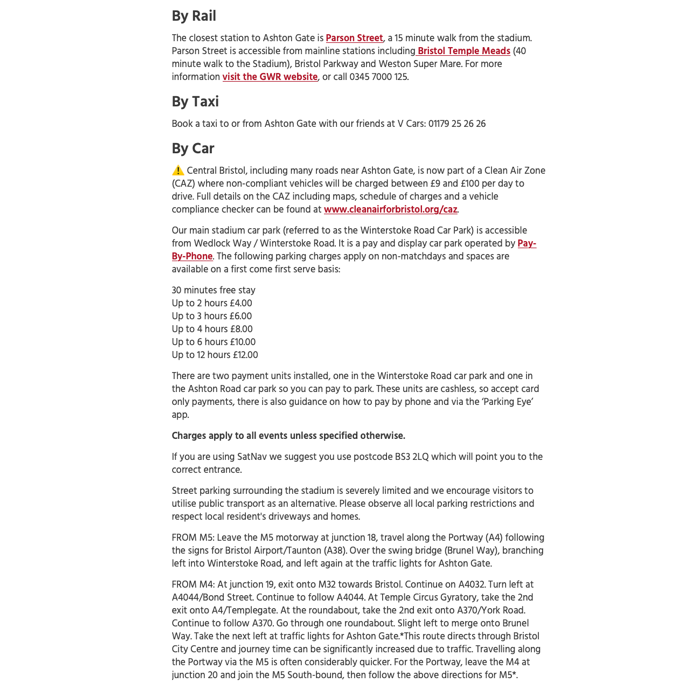 By Rail
The closest station to Ashton Gate is Parson Street, a 15 minute walk from the stadium.
Parson Street is accessible from mainline stations including Bristol Temple Meads (40
minute walk to the Stadium), Bristol Parkway and Weston Super Mare. For more
information visit the GWR website, or call 0345 7000 125.
By Taxi
Book a taxi to or from Ashton Gate with our friends at V Cars: 01179 25 26 26
By Car
⚠️ Central Bristol, including many roads near Ashton Gate, is now part of a Clean Air Zone
(CAZ) where non-compliant vehicles will be charged between £9 and £100 per day to
drive. Full details on the CAZ including maps, schedule of charges and a vehicle
compliance checker can be found at www.cleanairforbristol.org/caz.
Our main stadium car park (referred to as the Winterstoke Road Car Park) is accessible
from Wedlock Way / Winterstoke Road. It is a pay and display car park operated by Pay-
By-Phone. The following parking charges apply on non-matchdays and spaces are
available on a first come first serve basis:
30 minutes free stay
Up to 2 hours £4.00
Up to 3 hours £6.00
Up to 4 hours £8.00
Up to 6 hours £10.00
Up to 12 hours £12.00
There are two payment units installed, one in the Winterstoke Road car park and one in
the Ashton Road car park so you can pay to park. These units are cashless, so accept card
only payments, there is also guidance on how to pay by phone and via the 'Parking Eye'
app.
Charges apply to all events unless specified otherwise.
If you are using SatNav we suggest you use postcode BS3 2LQ which will point you to the
correct entrance.
Street parking surrounding the stadium is severely limited and we encourage visitors to
utilise public transport as an alternative. Please observe all local parking restrictions and
respect local resident's driveways and homes.
FROM M5: Leave the M5 motorway at junction 18, travel along the Portway (A4) following
the signs for Bristol Airport/Taunton (A38). Over the swing bridge (Brunel Way), branching
left into Winterstoke Road, and left again at the traffic lights for Ashton Gate.
FROM M4: At junction 19, exit onto M32 towards Bristol. Continue on A4032. Turn left at
A4044/Bond Street. Continue to follow A4044. At Temple Circus Gyratory, take the 2nd
exit onto A4/Templegate. At the roundabout, take the 2nd exit onto A370/York Road.
Continue to follow A370. Go through one roundabout. Slight left to merge onto Brunel
Way. Take the next left at traffic lights for Ashton Gate.*This route directs through Bristol
City Centre and journey time can be significantly increased due to traffic. Travelling along
the Portway via the M5 is often considerably quicker. For the Portway, leave the M4 at
junction 20 and join the M5 South-bound, then follow the above directions for M5*.